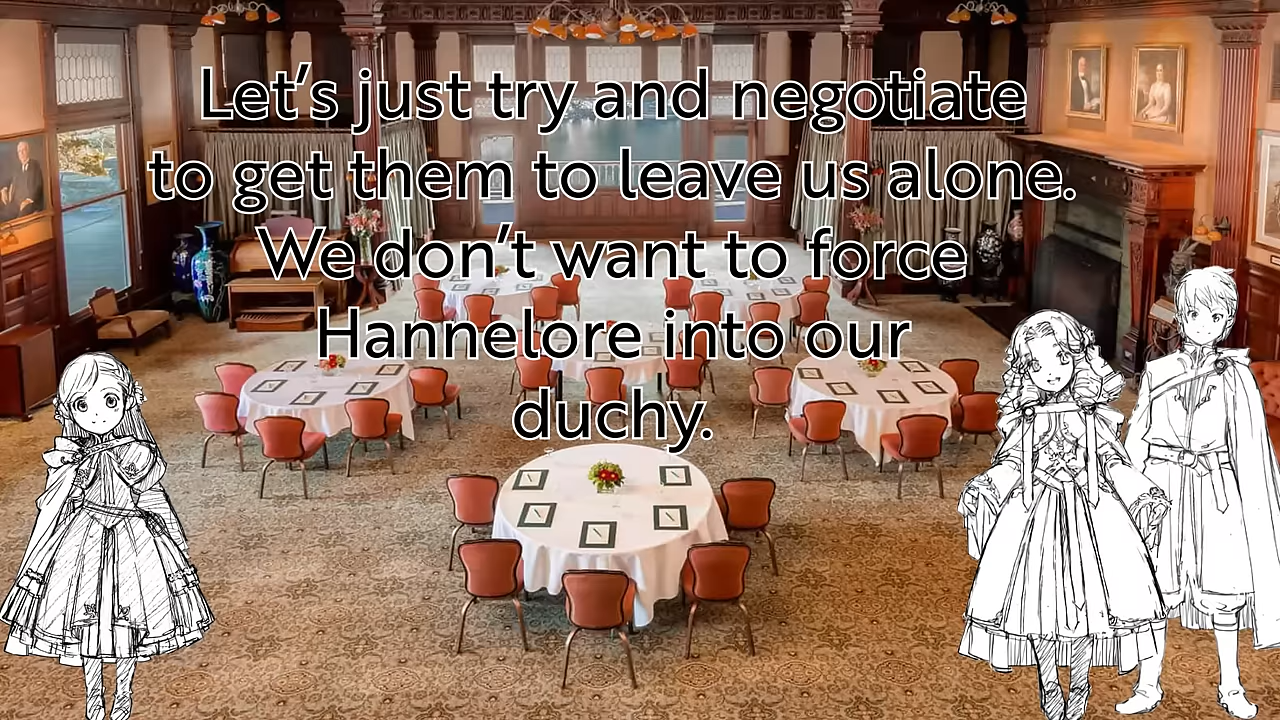 Let's just try and negotiate
to get them to leave us alone.
We don't want to force
Hannelore into our
duchy.